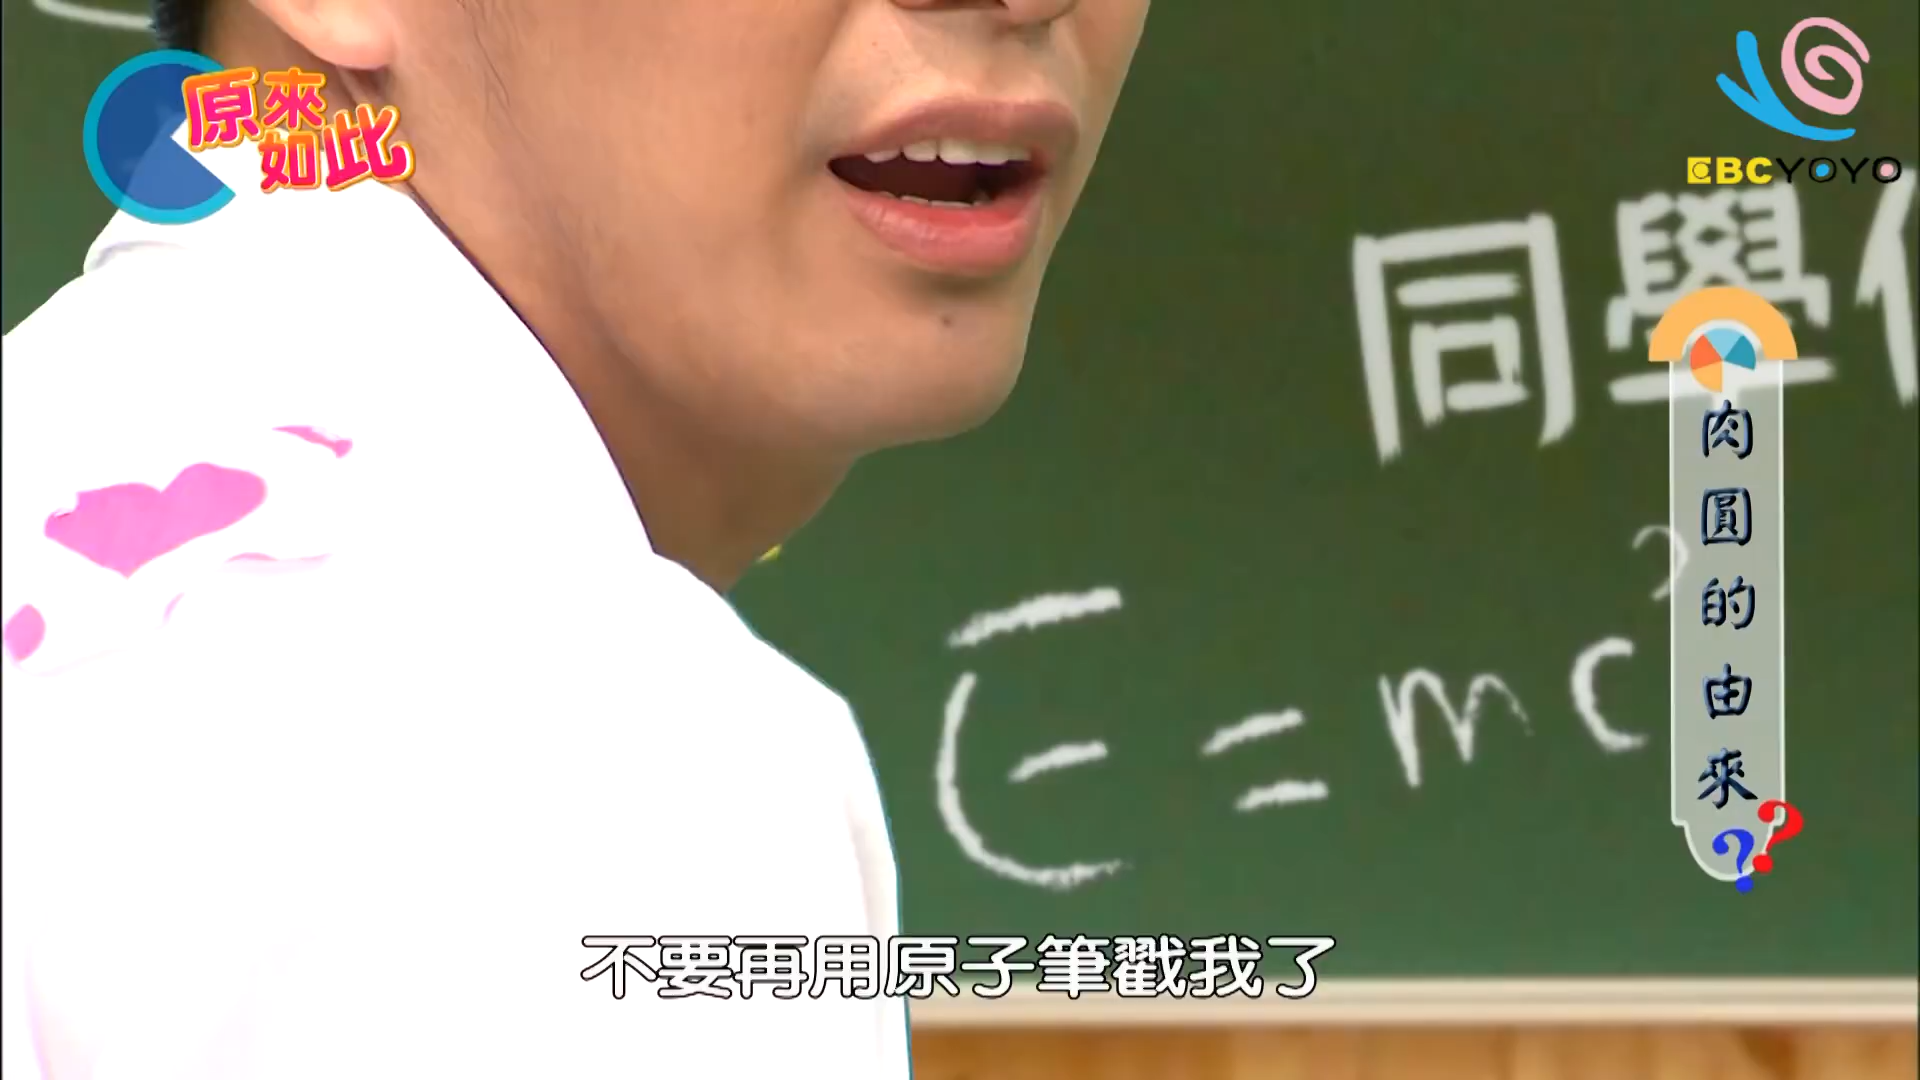 原來
如此
EBCYOYO
同學
E=mc²
肉圓的由來??
不要再用原子筆戳我了